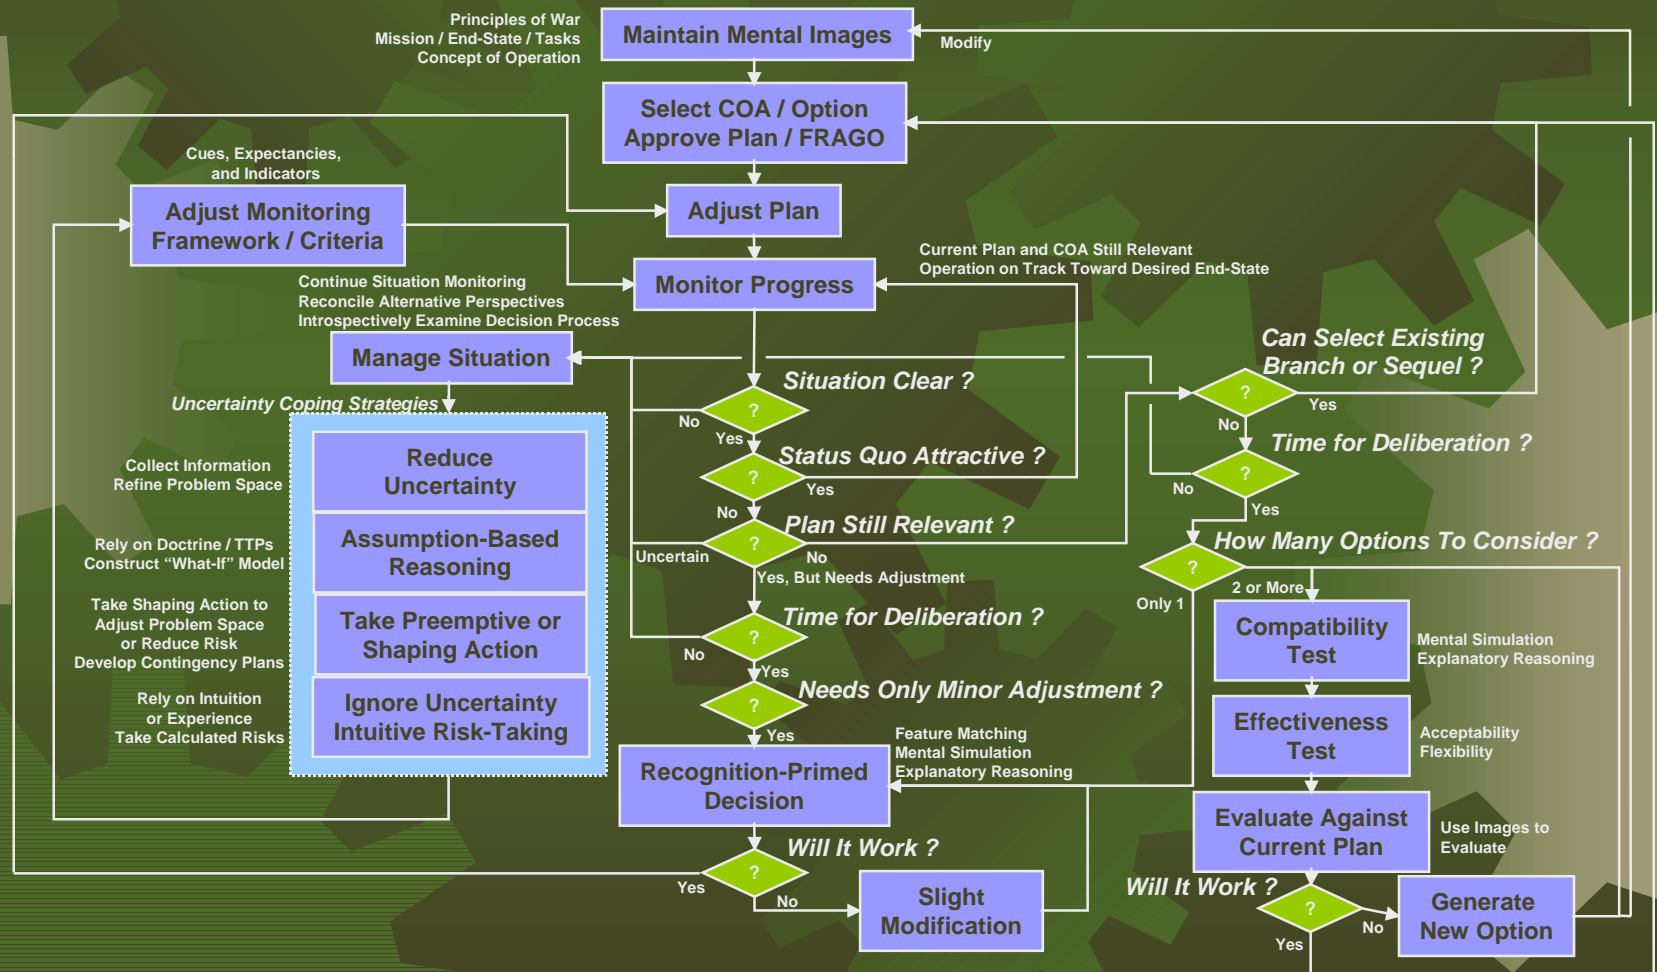 Principles of War
Mission / End-State / Tasks
Concept of Operation
Maintain Mental Images
Modify
Select COA / Option
Approve Plan / FRAGO
Cues, Expectancies,
and Indicators
Adjust Monitoring
Framework / Criteria
Adjust Plan
Monitor Progress
Current Plan and COA Still Relevant
Operation on Track Toward Desired End-State
Continue Situation Monitoring
Reconcile Alternative Perspectives
Introspectively Examine Decision Process
Manage Situation
Uncertainty Coping Strategies
Collect Information
Refine Problem Space
Reduce
Uncertainty
Rely on Doctrine / TTPs
Construct “What-If” Model
Assumption-Based
Reasoning
Take Shaping Action to
Adjust Problem Space
or Reduce Risk
Develop Contingency Plans
Take Preemptive or
Shaping Action
Rely on Intuition
or Experience
Take Calculated Risks
Ignore Uncertainty
Intuitive Risk-Taking
Situation Clear ?
?
No
Yes
Status Quo Attractive ?
?
Yes
No
Plan Still Relevant ?
?
Uncertain
No
Yes, But Needs Adjustment
Time for Deliberation ?
?
No
Yes
Needs Only Minor Adjustment ?
?
Yes
Feature Matching
Mental Simulation
Explanatory Reasoning
Recognition-Primed
Decision
Will It Work ?
?
Yes
No
Slight
Modification
Can Select Existing
Branch or Sequel ?
?
Yes
No
Time for Deliberation ?
?
No
Yes
How Many Options To Consider ?
?
Only 1
2 or More
Compatibility
Test
Mental Simulation
Explanatory Reasoning
Effectiveness
Test
Acceptability
Flexibility
Evaluate Against
Current Plan
Use Images to
Evaluate
Will It Work ?
?
No
Yes
Generate
New Option